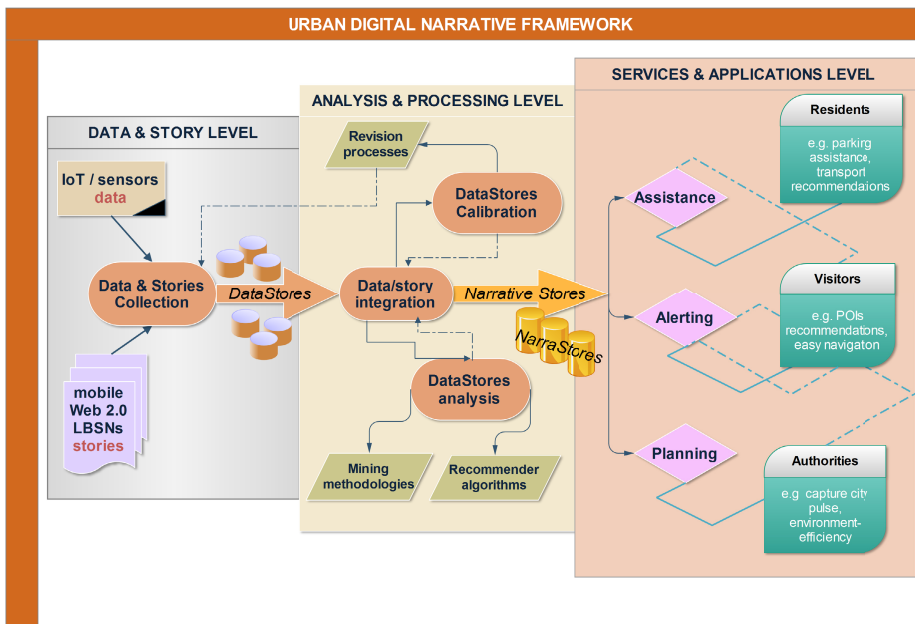 URBAN DIGITAL NARRATIVE FRAMEWORK
DATA & STORY LEVEL
IoT / sensors
data
Data & Stories
Collection
mobile
Web 2.0
LBSNs
stories
DataStores
ANALYSIS & PROCESSING LEVEL
Revision
processes
DataStores
Calibration
Data/story
integration
DataStores
analysis
Mining
methodologies
Recommender
algorithms
Narrative Stores
NarraStores
SERVICES & APPLICATIONS LEVEL
Assistance
Alerting
Planning
Residents
e.g. parking
assistance,
transport
recommendaions
Visitors
e.g. POIs
recommendations,
easy navigation
Authorities
e.g. capture city
pulse,
environment-
efficiency